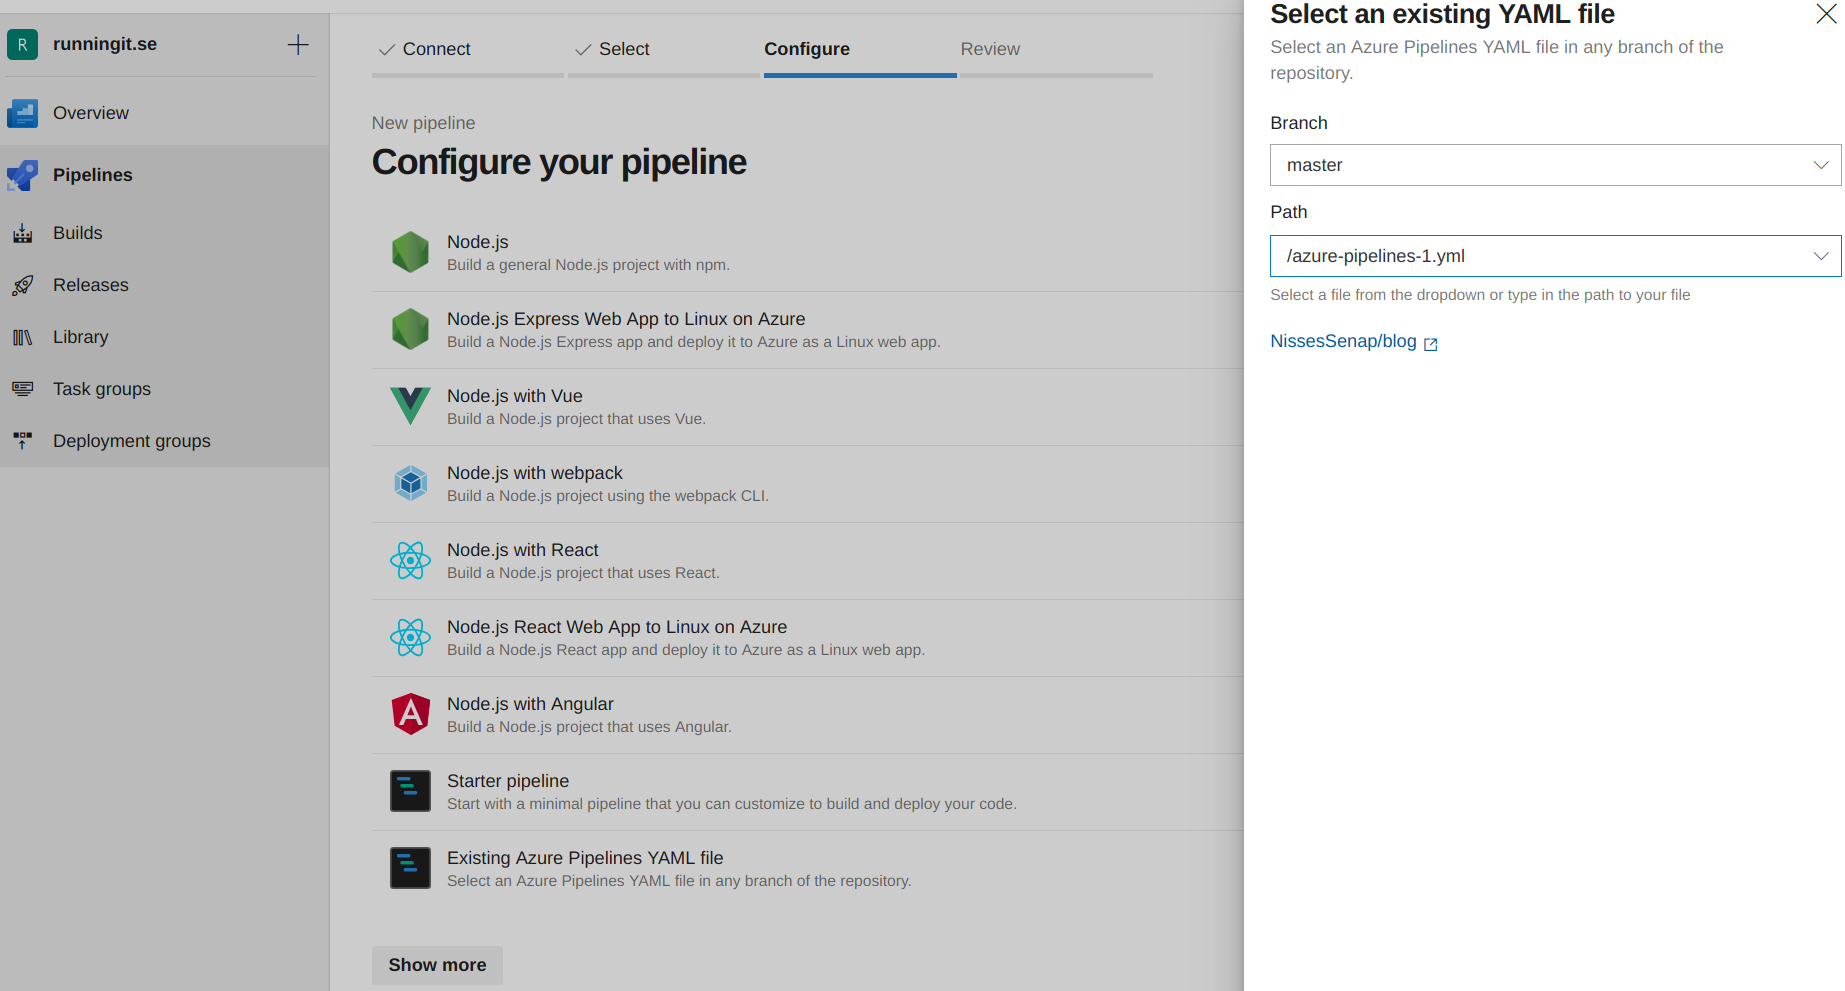 R
runningit.se
Overview
Pipelines
Builds
Releases
Library
Task groups
Deployment groups
Connect
Select
Configure
Review
New pipeline
Configure your pipeline
Node.js
Build a general Node.js project with npm.
Node.js Express Web App to Linux on Azure
Build a Node.js Express app and deploy it to Azure as a Linux web app.
Node.js with Vue
Build a Node.js project that uses Vue.
Node.js with webpack
Build a Node.js project using the webpack CLI.
Node.js with React
Build a Node.js project that uses React.
Node.js React Web App to Linux on Azure
Build a Node.js React app and deploy it to Azure as a Linux web app.
Node.js with Angular
Build a Node.js project that uses Angular.
Starter pipeline
Start with a minimal pipeline that you can customize to build and deploy your code.
Existing Azure Pipelines YAML file
Select an Azure Pipelines YAML file in any branch of the repository.
Show more
Select an existing YAML file
Select an Azure Pipelines YAML file in any branch of the
repository.
Branch
master
Path
/azure-pipelines-1.yml
Select a file from the dropdown or type in the path to your file
NissesSenap/blog